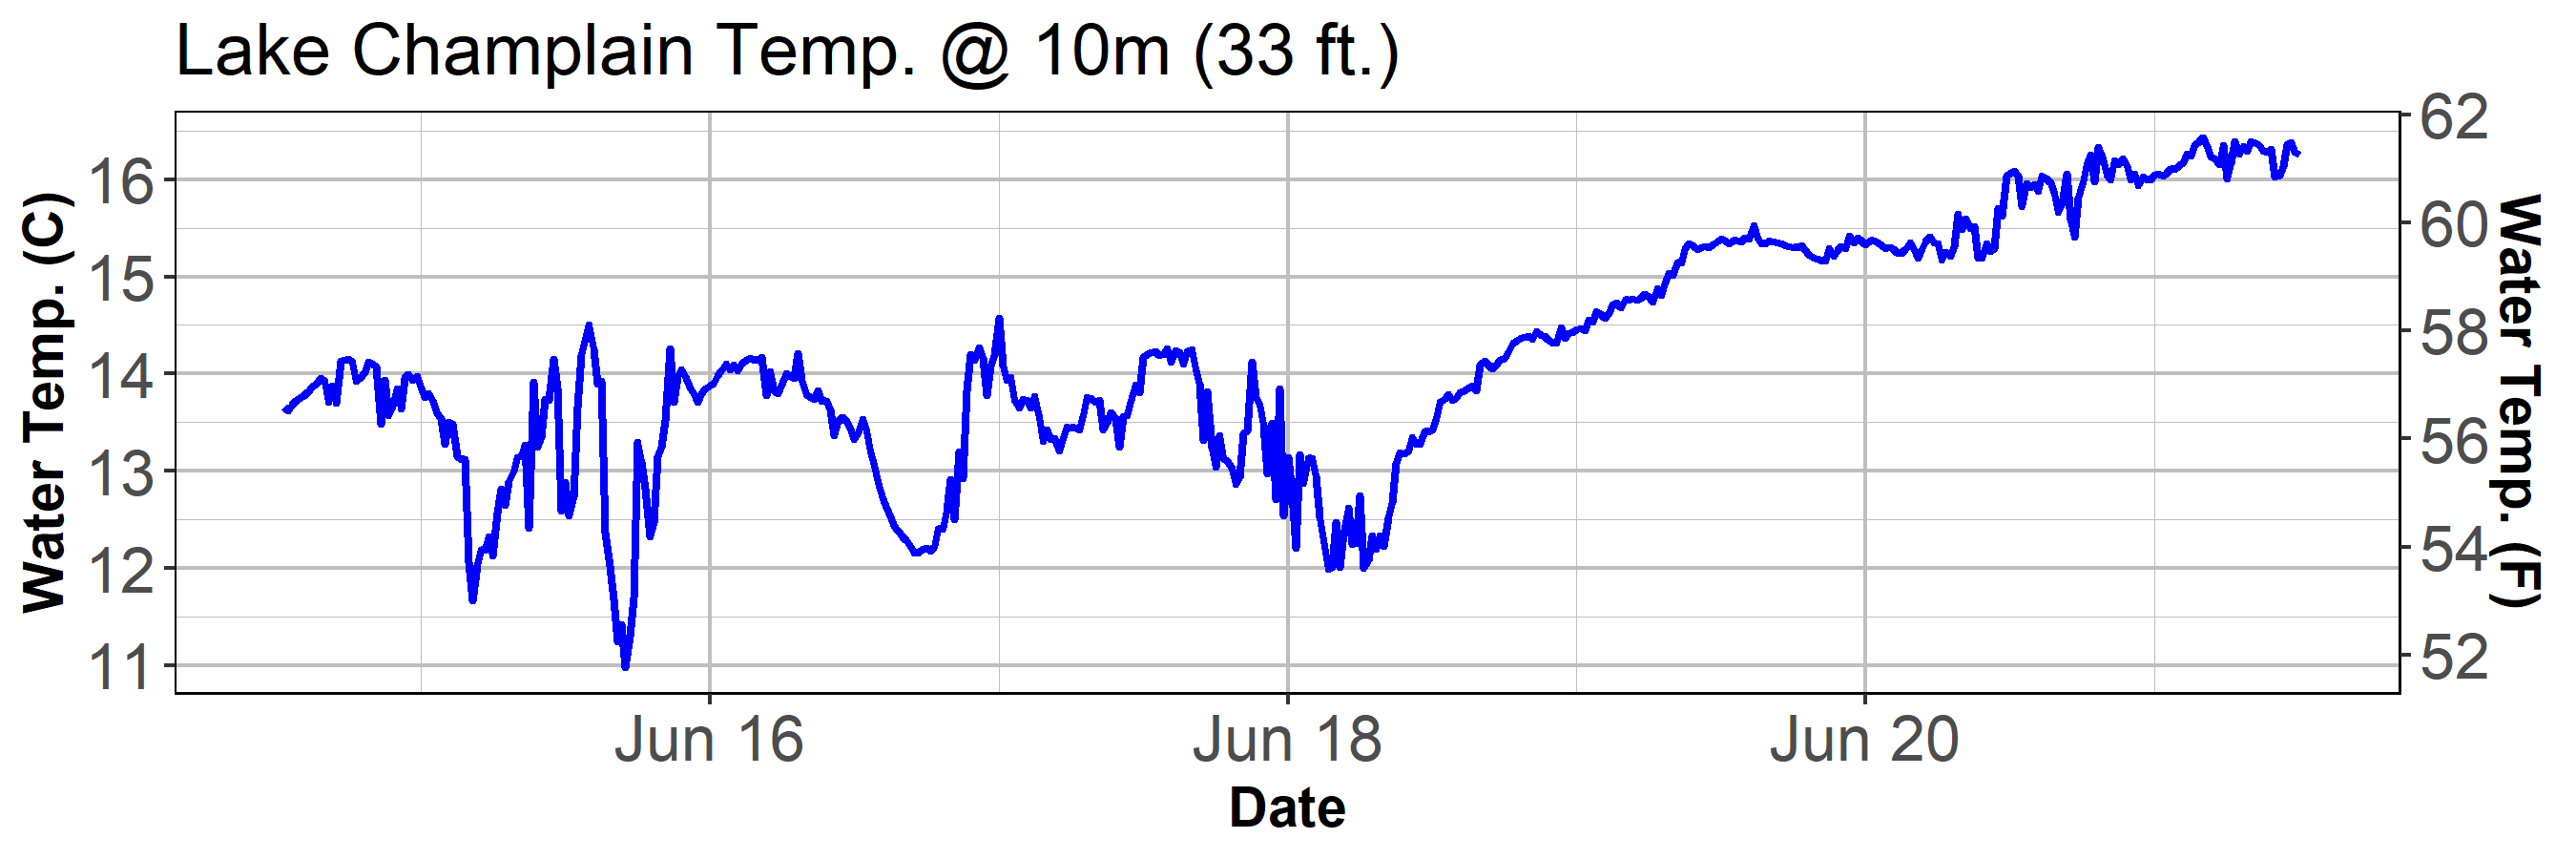 Lake Champlain Temp. @ 10m (33 ft.)
Water Temp. (C)
16
15
14
13
12
11
62
60
58
56
54
52
Water Temp. (F)
Jun 16
Jun 18
Jun 20
Date